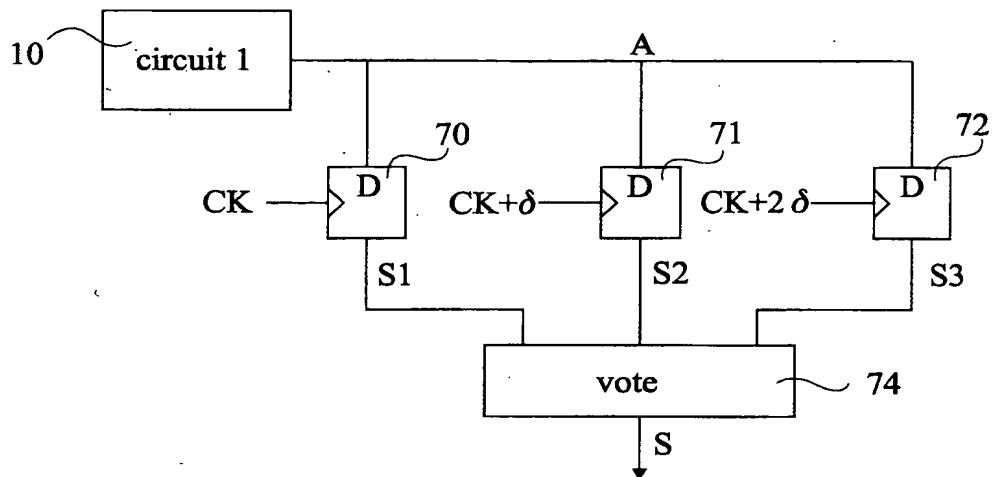 10
circuit 1
A
70
71
72
D
D
D
CK
CK+δ
CK+2 δ
S1
S2
S3
vote
74
S